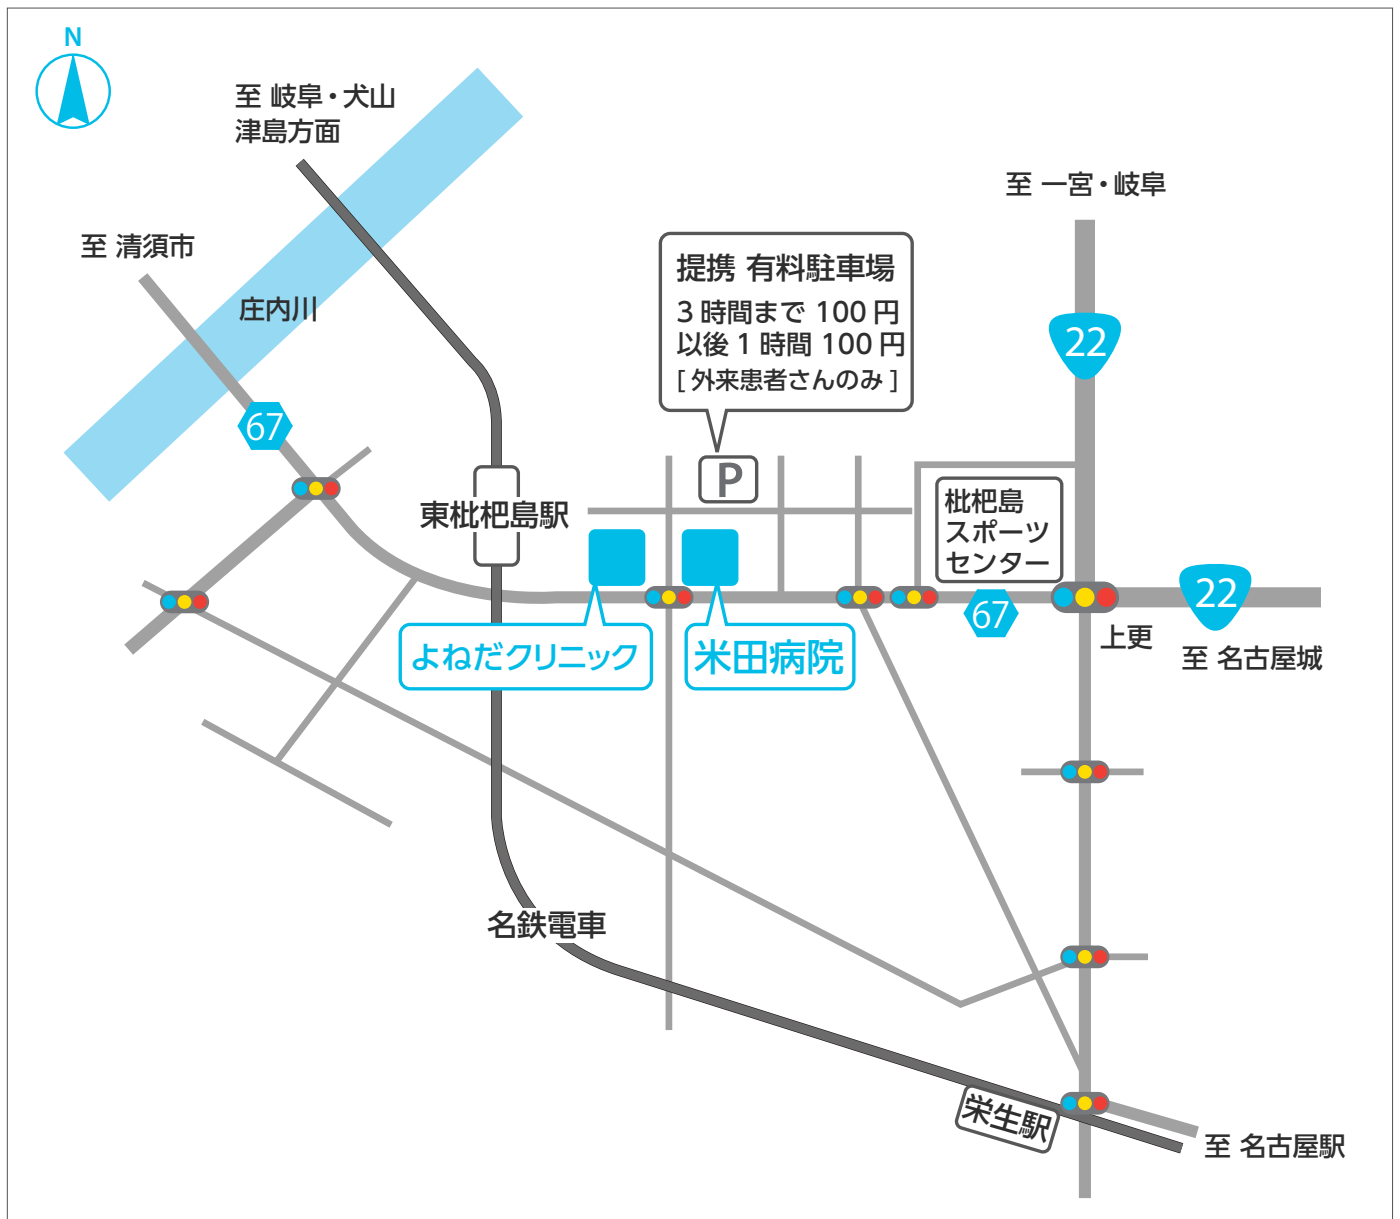 N
至 岐阜・犬山
津島方面
至 一宮・岐阜
至 清須市
提携 有料駐車場
庄内川
3 時間まで 100 円
以後 1 時間 100 円
[ 外来患者さんのみ ]
22
67
P
東枇杷島駅
枇杷島
スポーツ
センター
22
67
よねだクリニック
米田病院
上更
至 名古屋城
名鉄電車
栄生駅
至 名古屋駅